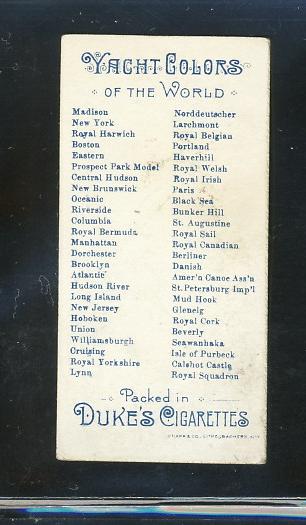 Yacht Colors
of the World
Madison
New York
Royal Harwich
Boston
Eastern
Prospect Park Model
Central Hudson
New Brunswick
Oceanic
Riverside
Columbia
Royal Bermuda
Manhattan
Dorchester
Brooklyn
Atlantic
Hudson River
Long Island
New Jersey
Hoboken
Union
Williamsburgh
Cruising
Royal Yorkshire
Lynn
Norddeutscher
Larchmont
Royal Belgian
Portland
Haverhill
Royal Welsh
Royal Irish
Paris
Black Sea
Bunker Hill
St. Augustine
Royal Sail
Royal Canadian
Berliner
Danish
Amer'n Canoe Ass'n
St. Petersburg Imp'l
Mud Hook
Glenelg
Royal Cork
Beverly
Seawanhaka
Isle of Purbeck
Calshot Castle
Royal Squadron
Packed in
Duke's Cigarettes
Knapp & Co., Lithographers, N.Y.